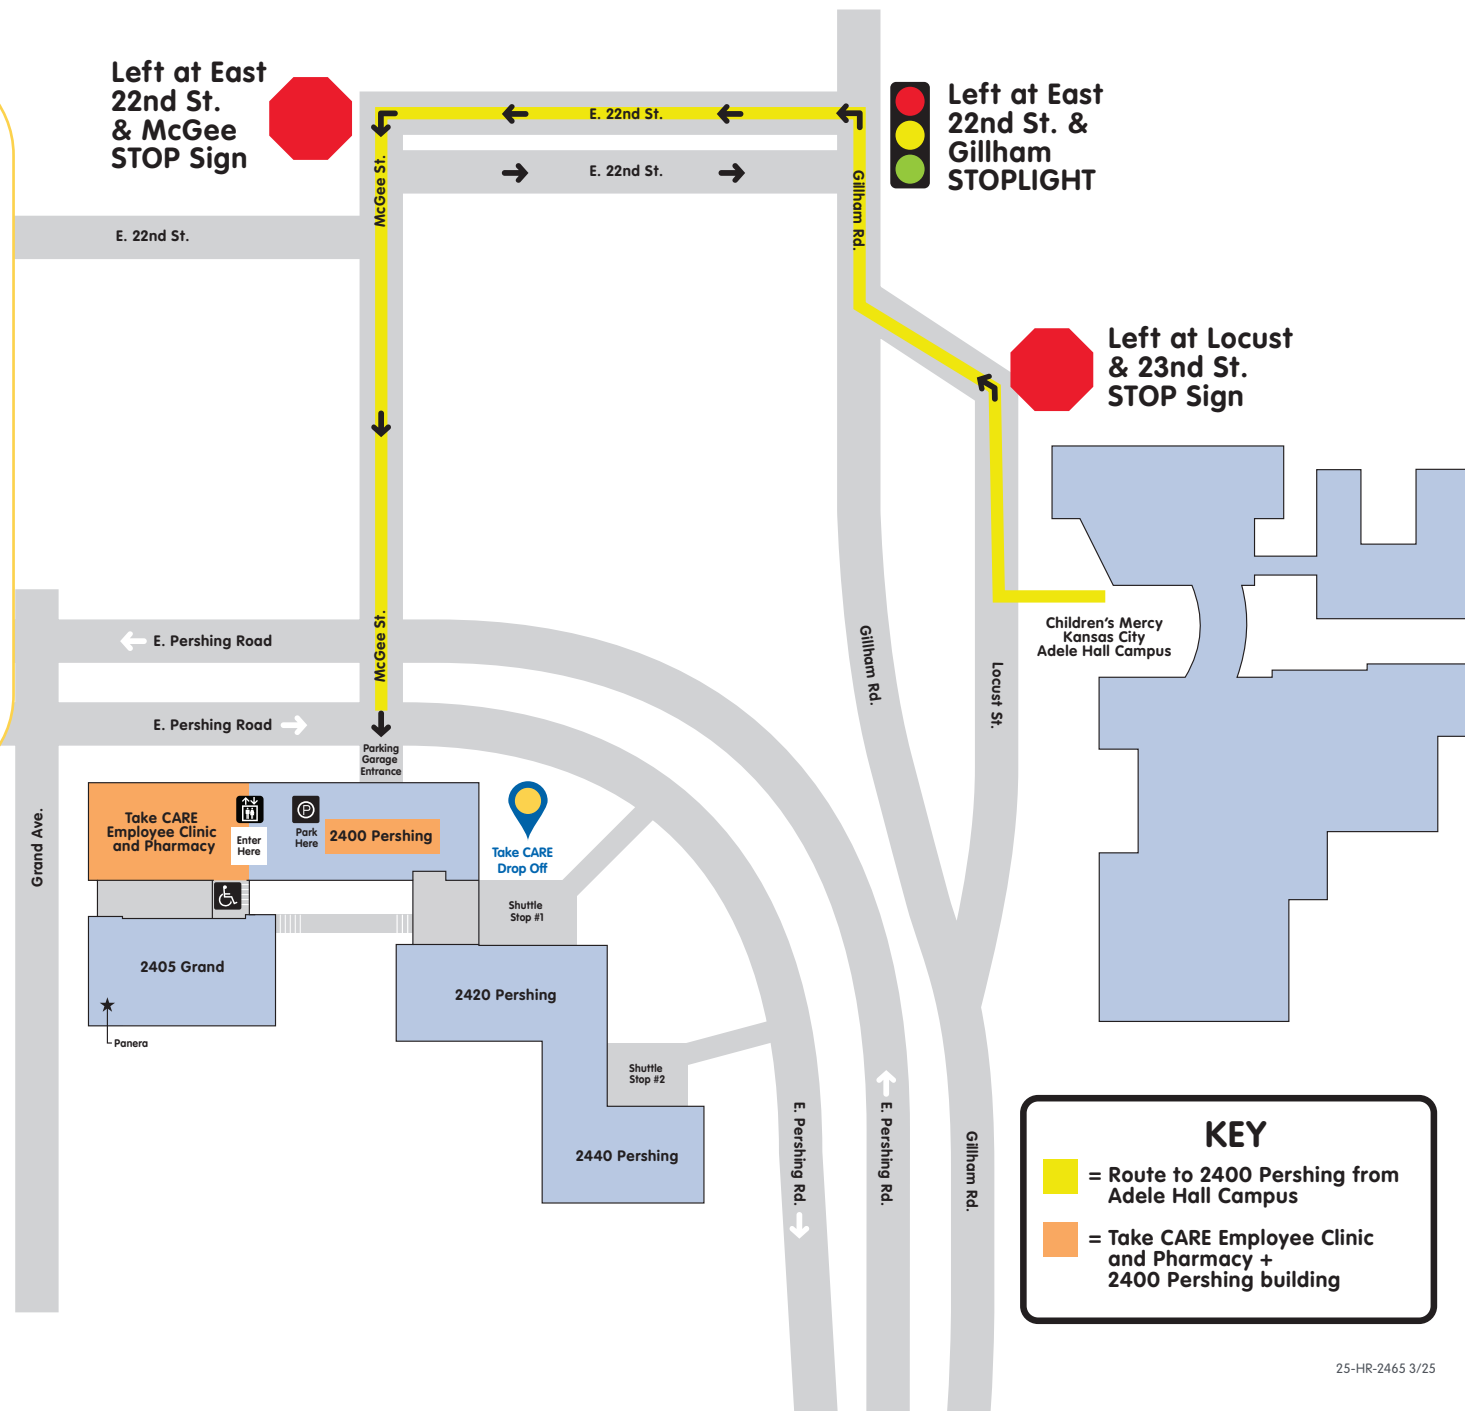 Left at East
22nd St.
& McGee
STOP Sign
E. 22nd St.
Left at East
22nd St. &
Gillham
STOPLIGHT
E. 22nd St.
McGee St.
Gillham Rd.
E. 22nd St.
Left at Locust
& 23nd St.
STOP Sign
Children's Mercy
Kansas City
Adele Hall Campus
E. Pershing Road
McGee St.
Gillham Rd.
Locust St.
E. Pershing Road
Parking
Garage
Entrance
Grand Ave.
Take CARE
Employee Clinic
and Pharmacy
Enter
Here
P
Park
Here
2400 Pershing
Take CARE
Drop Off
Shuttle
Stop #1
2405 Grand
Panera
2420 Pershing
Shuttle
Stop #2
2440 Pershing
E. Pershing Rd.
E. Pershing Rd.
Gillham Rd.
KEY
= Route to 2400 Pershing from
Adele Hall Campus
= Take CARE Employee Clinic
and Pharmacy +
2400 Pershing building
25-HR-2465 3/25